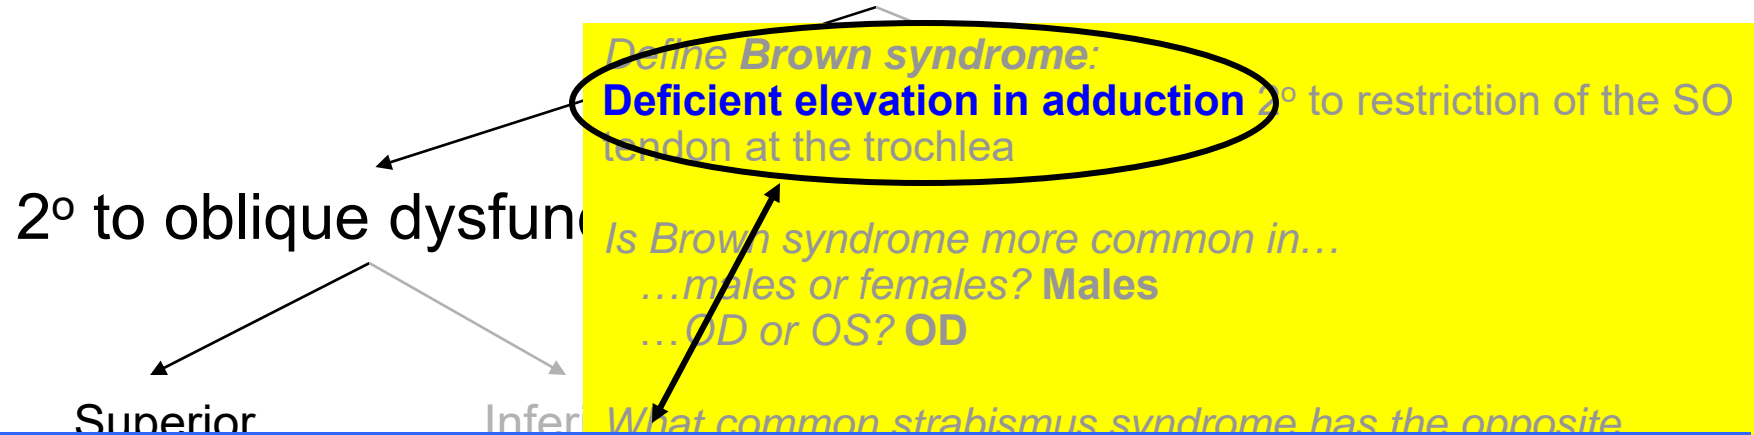 Define Brown syndrome:
Deficient elevation in adduction 2º to restriction of the SO
tendon at the trochlea
2º to oblique dysfunc
Is Brown syndrome more common in…
…males or females? Males
…OD or OS? OD
Superior
Inferi
What common strabismus syndrome has the opposite